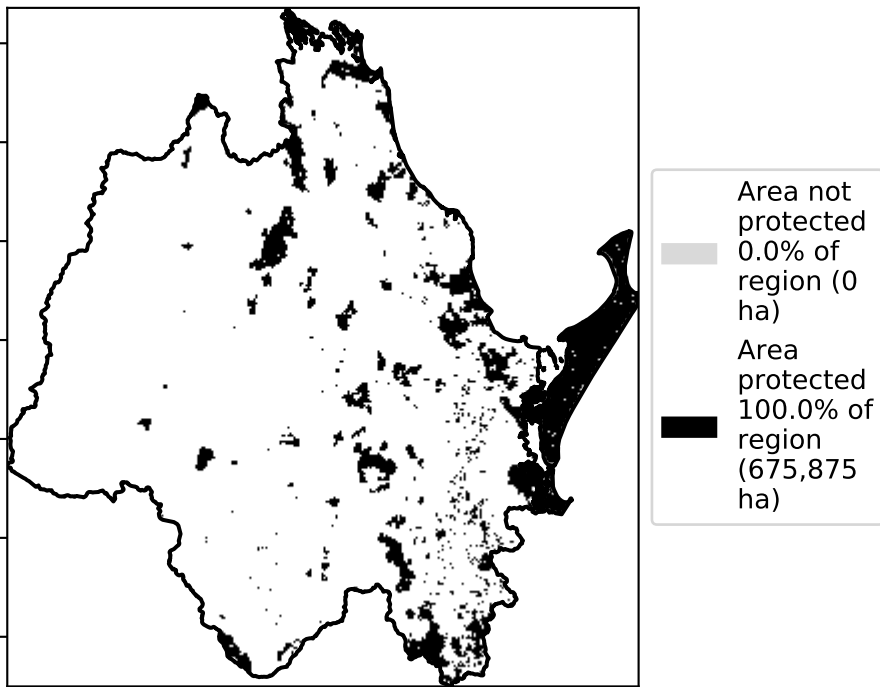 Area not
protected
0.0% of
region (0
ha)
Area
protected
100.0% of
region
(675,875
ha)